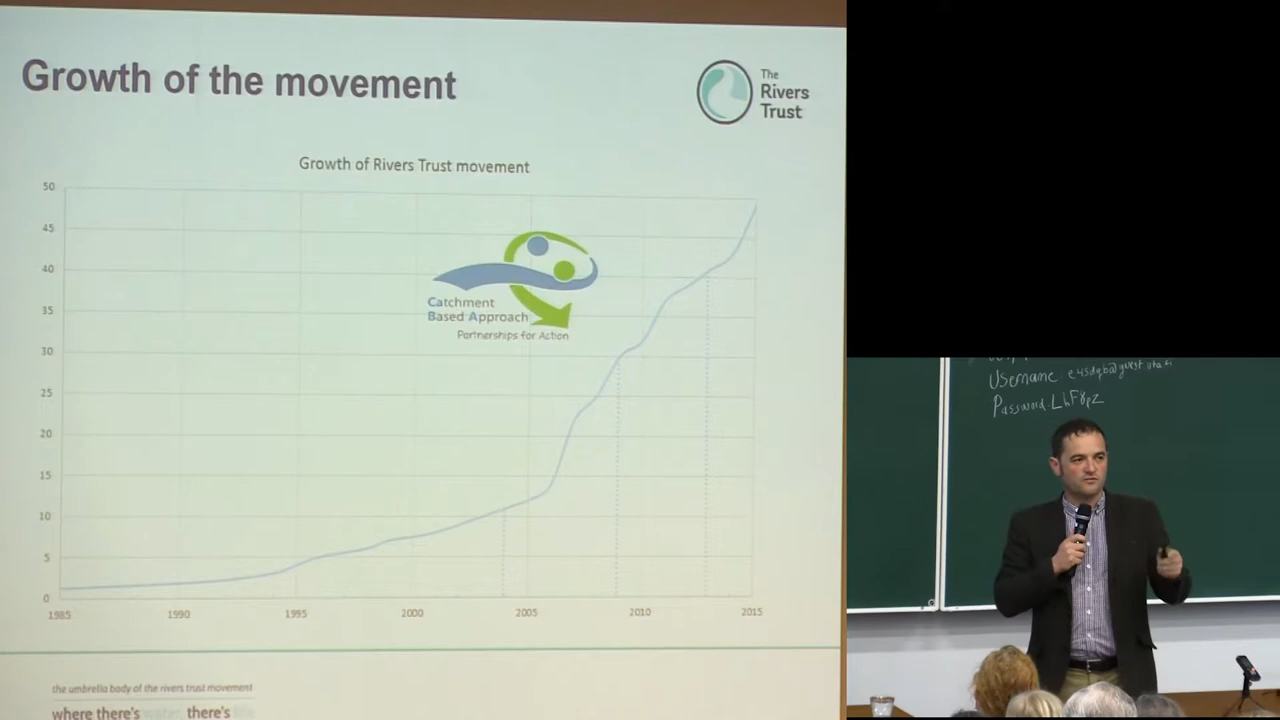 Growth of the movement
The
Rivers
Trust
Growth of Rivers Trust movement
50
45
40
35
30
25
20
15
10
5
0
1985 1990 1995 2000 2005 2010 2015
Catchment
Based Approach
Partnerships for Action
the umbrella body of the rivers trust movement
where there's water there's life
Username
Password